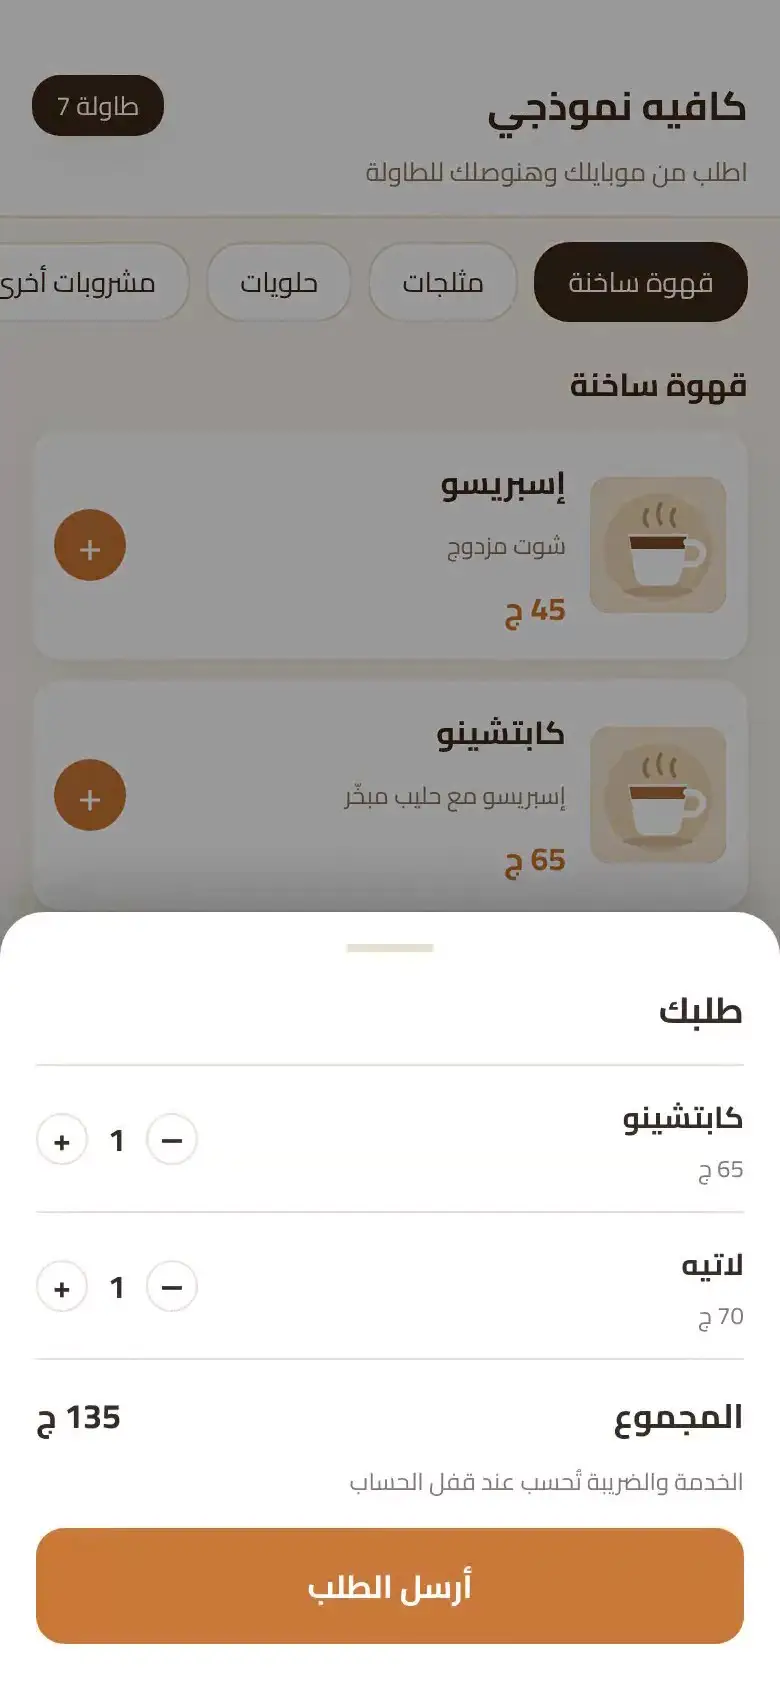 كافيه نموذجي
طاولة 7
اطلب من موبايلك وهنوصلك للطاولة
قهوة ساخنة
مثلجات
حلويات
مشروبات أخرى
قهوة ساخنة
إسبريسو
شوت مزدوج
45 ج
+
كابتشينو
إسبريسو مع حليب مبخّر
65 ج
+
طلبك
كابتشينو
65 ج
− 1 +
لاتيه
70 ج
− 1 +
المجموع
135 ج
الخدمة والضريبة تُحسب عند قفل الحساب
أرسل الطلب